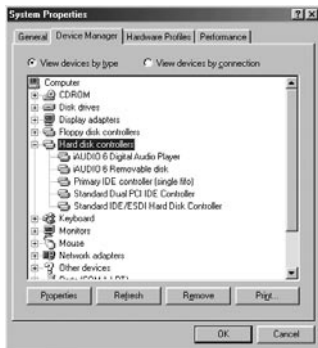 System Properties
General Device Manager Hardware Profiles Performance
View devices by type View devices by connection
Computer
CDROM
Disk drives
Display adapters
Floppy disk controllers
Hard disk controllers
iAUDIO 6 Digital Audio Player
iAUDIO 6 Removable disk
Primary IDE controller (single fifo)
Standard Dual PCI IDE Controller
Standard IDE/ESDI Hard Disk Controller
Keyboard
Monitors
Mouse
Network adapters
Other devices
Properties Refresh Remove Print...
OK Cancel